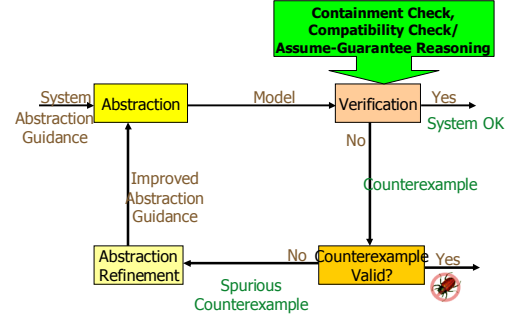 Containment Check,
Compatibility Check/
Assume-Guarantee Reasoning
System
Abstraction
Guidance
Abstraction
Model
Verification
Yes
System OK
No
Counterexample
Improved
Abstraction
Guidance
Abstraction
Refinement
No
Spurious
Counterexample
Counterexample
Valid?
Yes